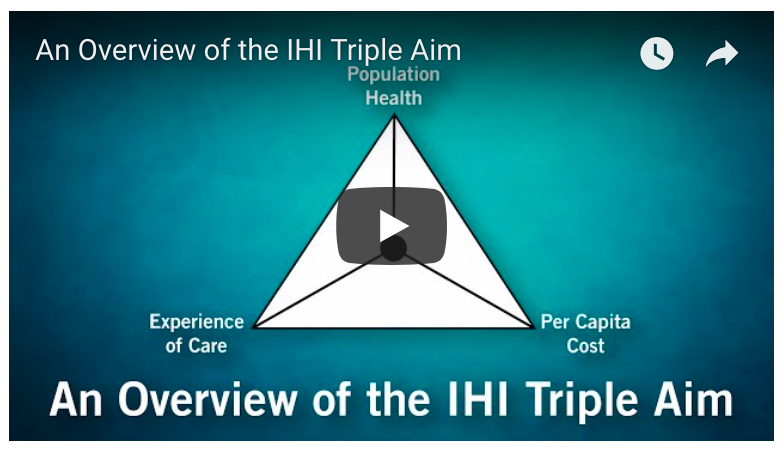 An Overview of the IHI Triple Aim
Population
Health
Experience
of Care
Per Capita
Cost
An Overview of the IHI Triple Aim